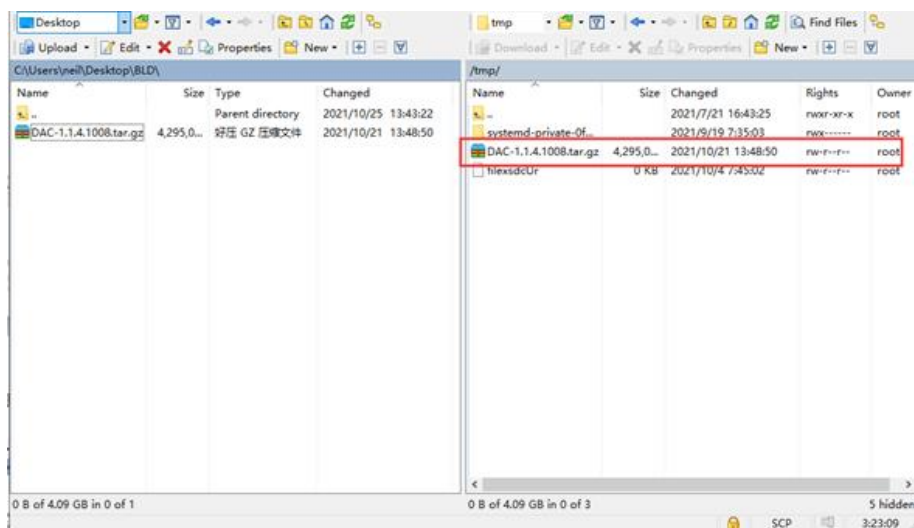 Desktop
tmp
Find Files
Upload Edit Properties New
Download Edit Properties New
C:\Users\neil\Desktop\BLD\
/tmp/
Name Size Type Changed
Name Size Changed Rights Owner
.. Parent directory 2021/10/25 13:43:22
.. 2021/7/21 16:43:25 rwxr-xr-x root
DAC-1.1.4.1008.tar.gz 4,295,0... 好压 GZ 压缩文件 2021/10/21 13:48:50
systemd-private-0f... 2021/9/19 7:35:03 rwx------ root
DAC-1.1.4.1008.tar.gz 4,295,0... 2021/10/21 13:48:50 rw-r--r-- root
filexsdcUr 0 KB 2021/10/4 7:45:02 rw-r--r-- root
0 B of 4.09 GB in 0 of 1
0 B of 4.09 GB in 0 of 3
5 hidden
SCP
3:23:09